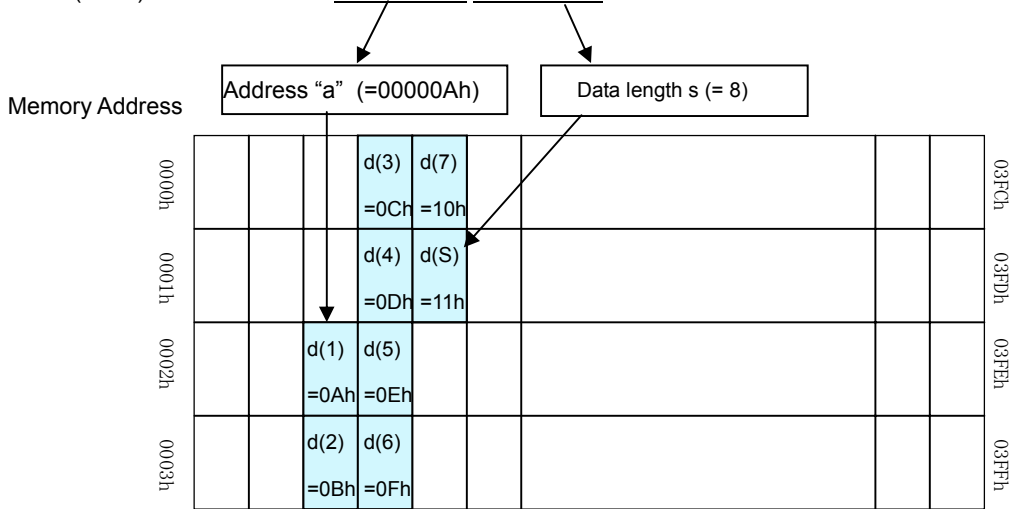 Address “a” (=00000Ah)
Data length s (= 8)
Memory Address
0000h
d(3)
d(7)
03FCh
=0Ch
=10h
0001h
d(4)
d(S)
03FDh
=0Dh
=11h
0002h
d(1)
d(5)
03FEh
=0Ah
=0Eh
0003h
d(2)
d(6)
03FFh
=0Bh
=0Fh